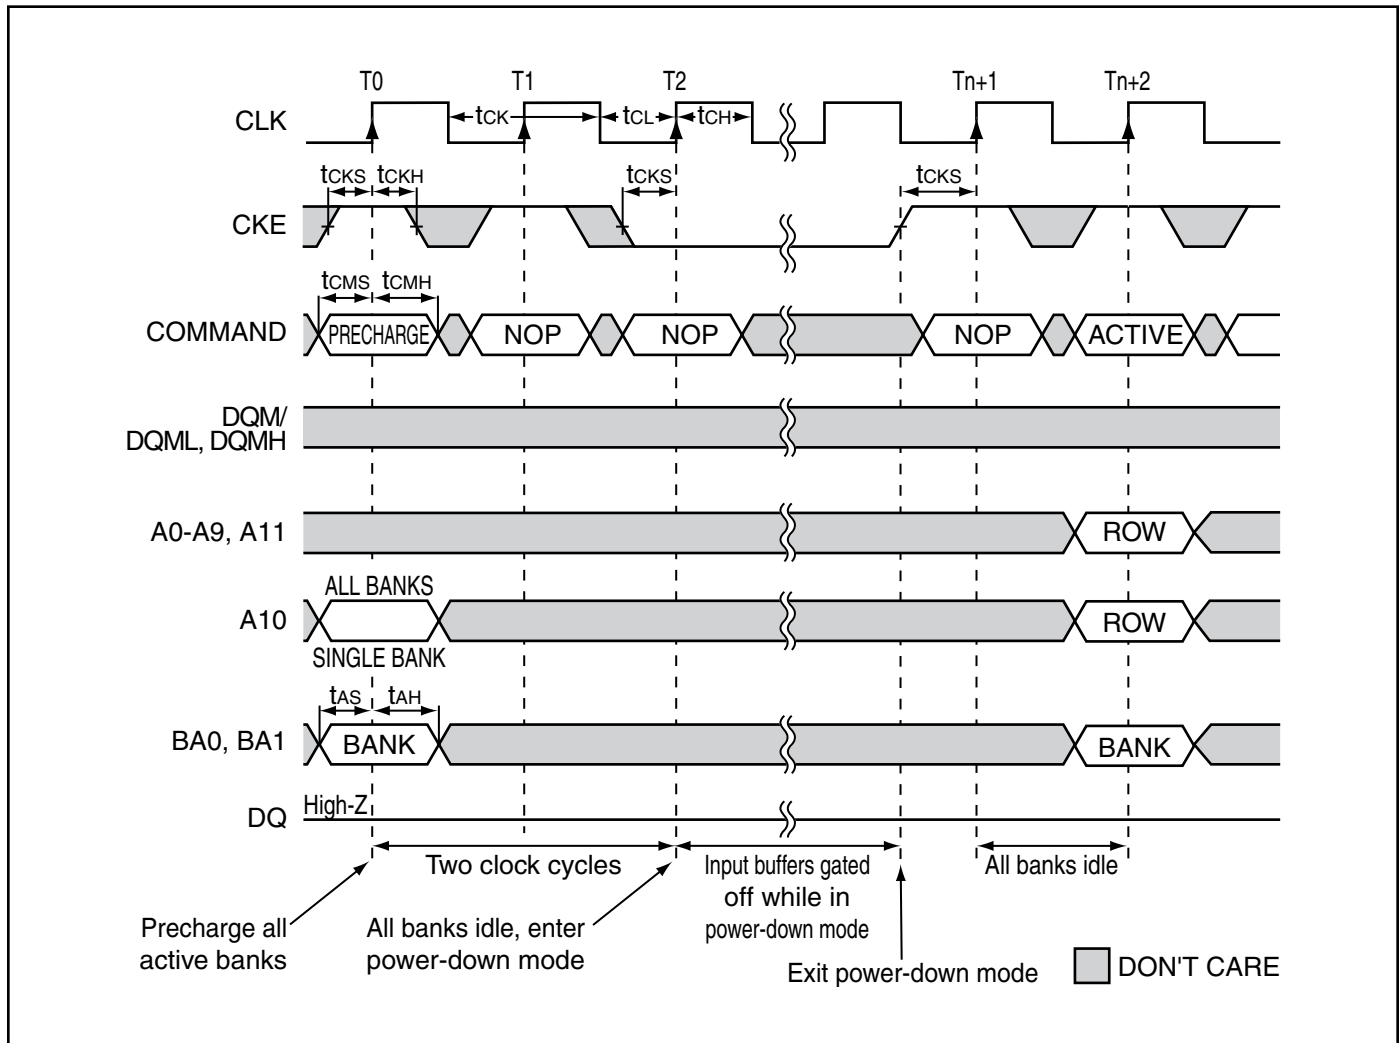 T0 T1 T2 Tn+1 Tn+2
CLK tCK tCL tCH
tCKS tCKH tCKS tCKS
CKE
tCMS tCMH
COMMAND PRECHARGE NOP NOP NOP ACTIVE
DQM/
DQML, DQMH
A0-A9, A11 ROW
ALL BANKS
A10 ROW
SINGLE BANK
tAS tAH
BA0, BA1 BANK BANK
DQ High-Z
Two clock cycles
Input buffers gated
off while in
power-down mode
All banks idle
Precharge all
active banks
All banks idle, enter
power-down mode
Exit power-down mode
DON'T CARE